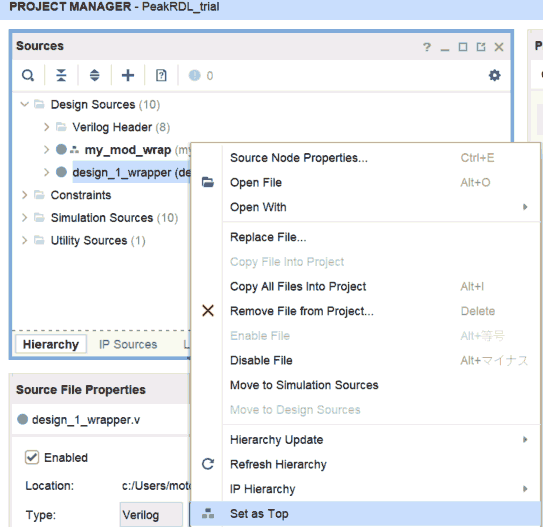 PROJECT MANAGER - PeakRDL_trial
Sources
?
0
Design Sources (10)
Verilog Header (8)
my_mod_wrap (my
design_1_wrapper (de
Constraints
Simulation Sources (10)
Utility Sources (1)
Hierarchy IP Sources L
Source File Properties
design_1_wrapper.v
Enabled
Location: c:/Users/moto
Type: Verilog
Source Node Properties... Ctrl+E
Open File Alt+O
Open With
Replace File...
Copy File Into Project
Copy All Files Into Project Alt+I
Remove File from Project... Delete
Enable File Alt+等号
Disable File Alt+マイナス
Move to Simulation Sources
Move to Design Sources
Hierarchy Update
Refresh Hierarchy
IP Hierarchy
Set as Top
P